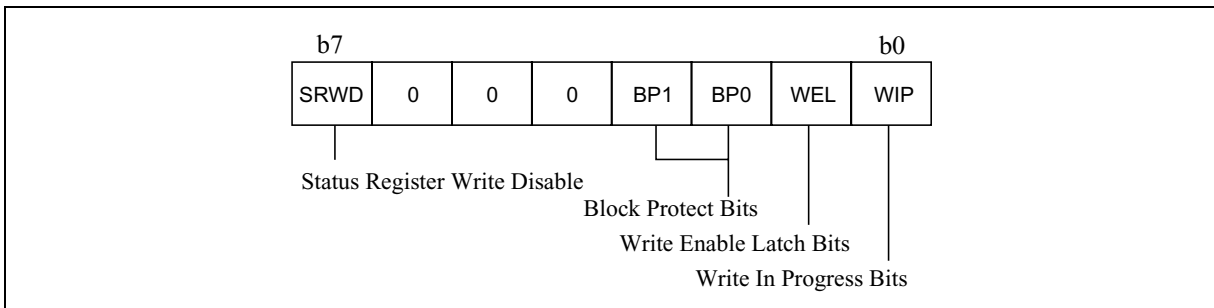 b7 b0
SRWD 0 0 0 BP1 BP0 WEL WIP
Status Register Write Disable
Block Protect Bits
Write Enable Latch Bits
Write In Progress Bits